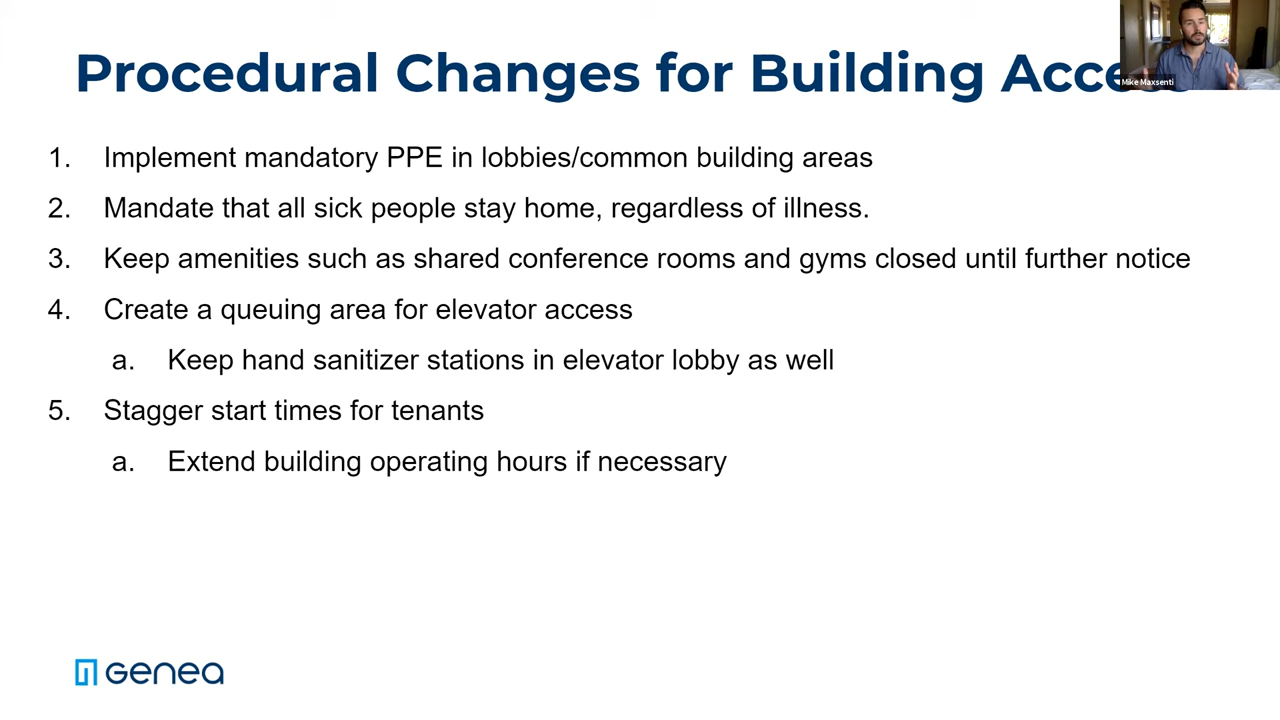 Procedural Changes for Building Access
Mike Maxsenti
1. Implement mandatory PPE in lobbies/common building areas
2. Mandate that all sick people stay home, regardless of illness.
3. Keep amenities such as shared conference rooms and gyms closed until further notice
4. Create a queuing area for elevator access
a. Keep hand sanitizer stations in elevator lobby as well
5. Stagger start times for tenants
a. Extend building operating hours if necessary
Genea